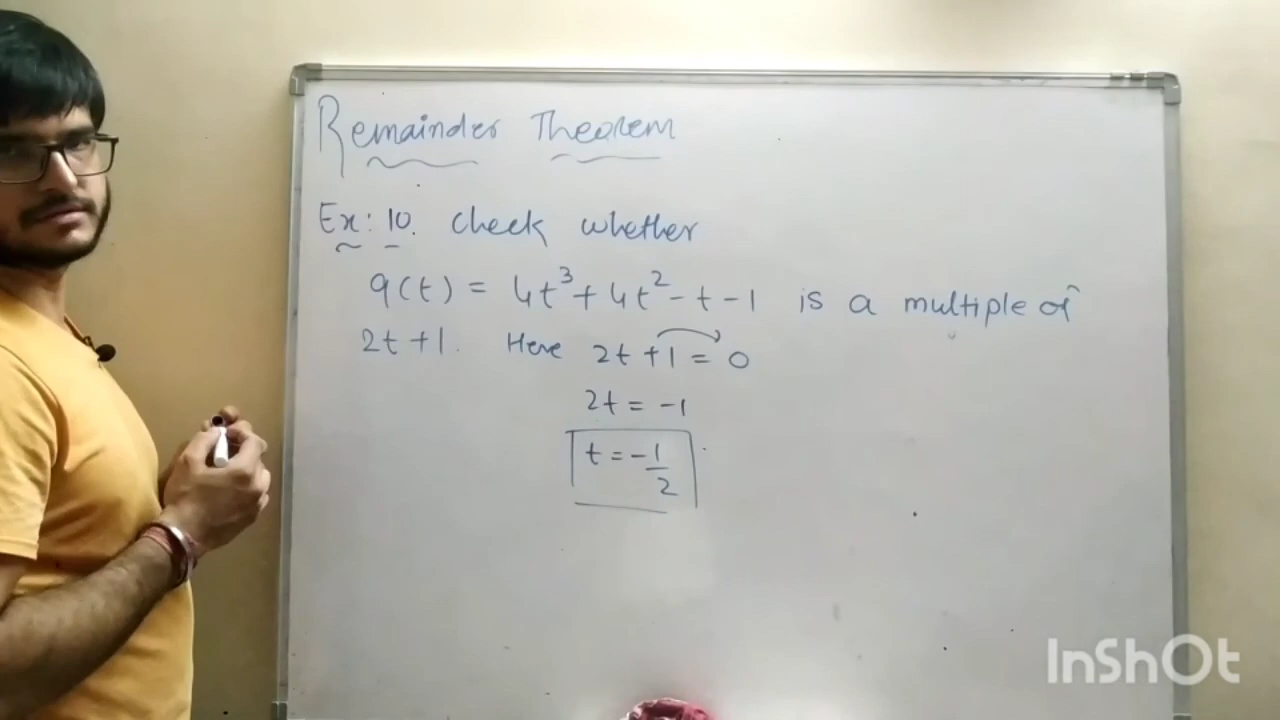 Remainder Theorem
Ex: 10. check whether
q(t) = 4t³ + 4t² - t - 1 is a multiple of
2t + 1. Here 2t + 1 = 0
2t = -1
t = -1/2
InShOt